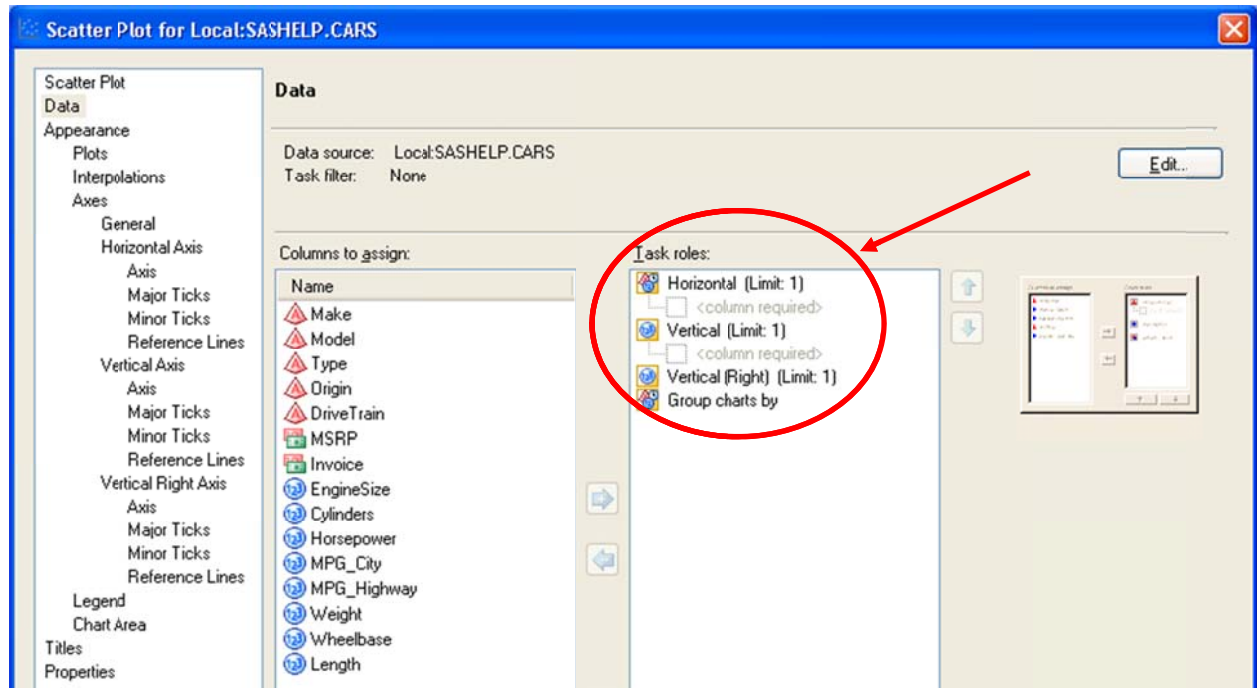 Scatter Plot for Local:SASHELP.CARS
Scatter Plot
Data
Appearance
Plots
Interpolations
Axes
General
Horizontal Axis
Axis
Major Ticks
Minor Ticks
Reference Lines
Vertical Axis
Axis
Major Ticks
Minor Ticks
Reference Lines
Vertical Right Axis
Axis
Major Ticks
Minor Ticks
Reference Lines
Legend
Chart Area
Titles
Properties
Data
Data source: Local:SASHELP.CARS
Task filter: None
Edit...
Columns to assign:
Name
Make
Model
Type
Origin
DriveTrain
MSRP
Invoice
EngineSize
Cylinders
Horsepower
MPG_City
MPG_Highway
Weight
Wheelbase
Length
Task roles:
Horizontal (Limit: 1)
<column required>
Vertical (Limit: 1)
<column required>
Vertical (Right) (Limit: 1)
Group charts by